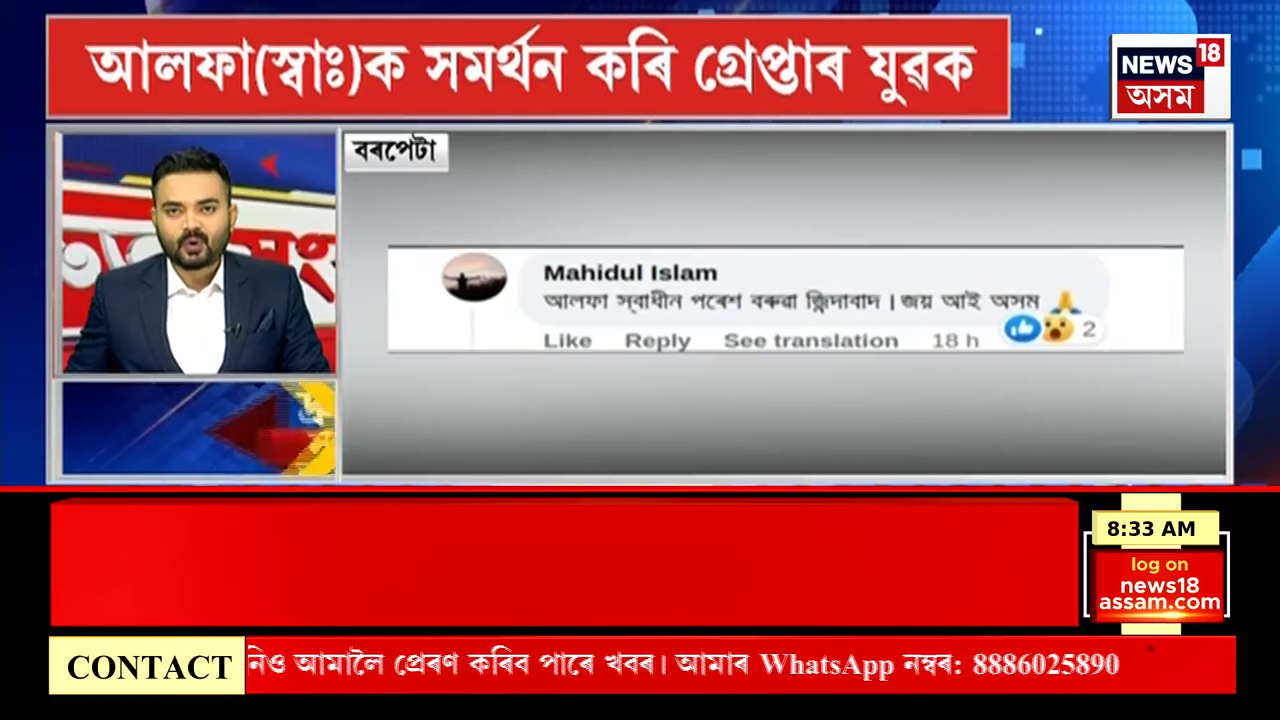 আলফা(স্বাঃ)ক সমৰ্থন কৰি গ্ৰেপ্তাৰ যুৱক
NEWS 18
অসম
বৰপেটা
Mahidul Islam
আলফা স্বাধীন পৰেশ বৰুৱা জিন্দাবাদ । জয় আই অসম 🙏
Like Reply See translation 18 h 2
8:33 AM
log on
news18
assam.com
CONTACT নিও আমালৈ প্ৰেৰণ কৰিব পাৰে খবৰ। আমাৰ WhatsApp নম্বৰ: 8886025890